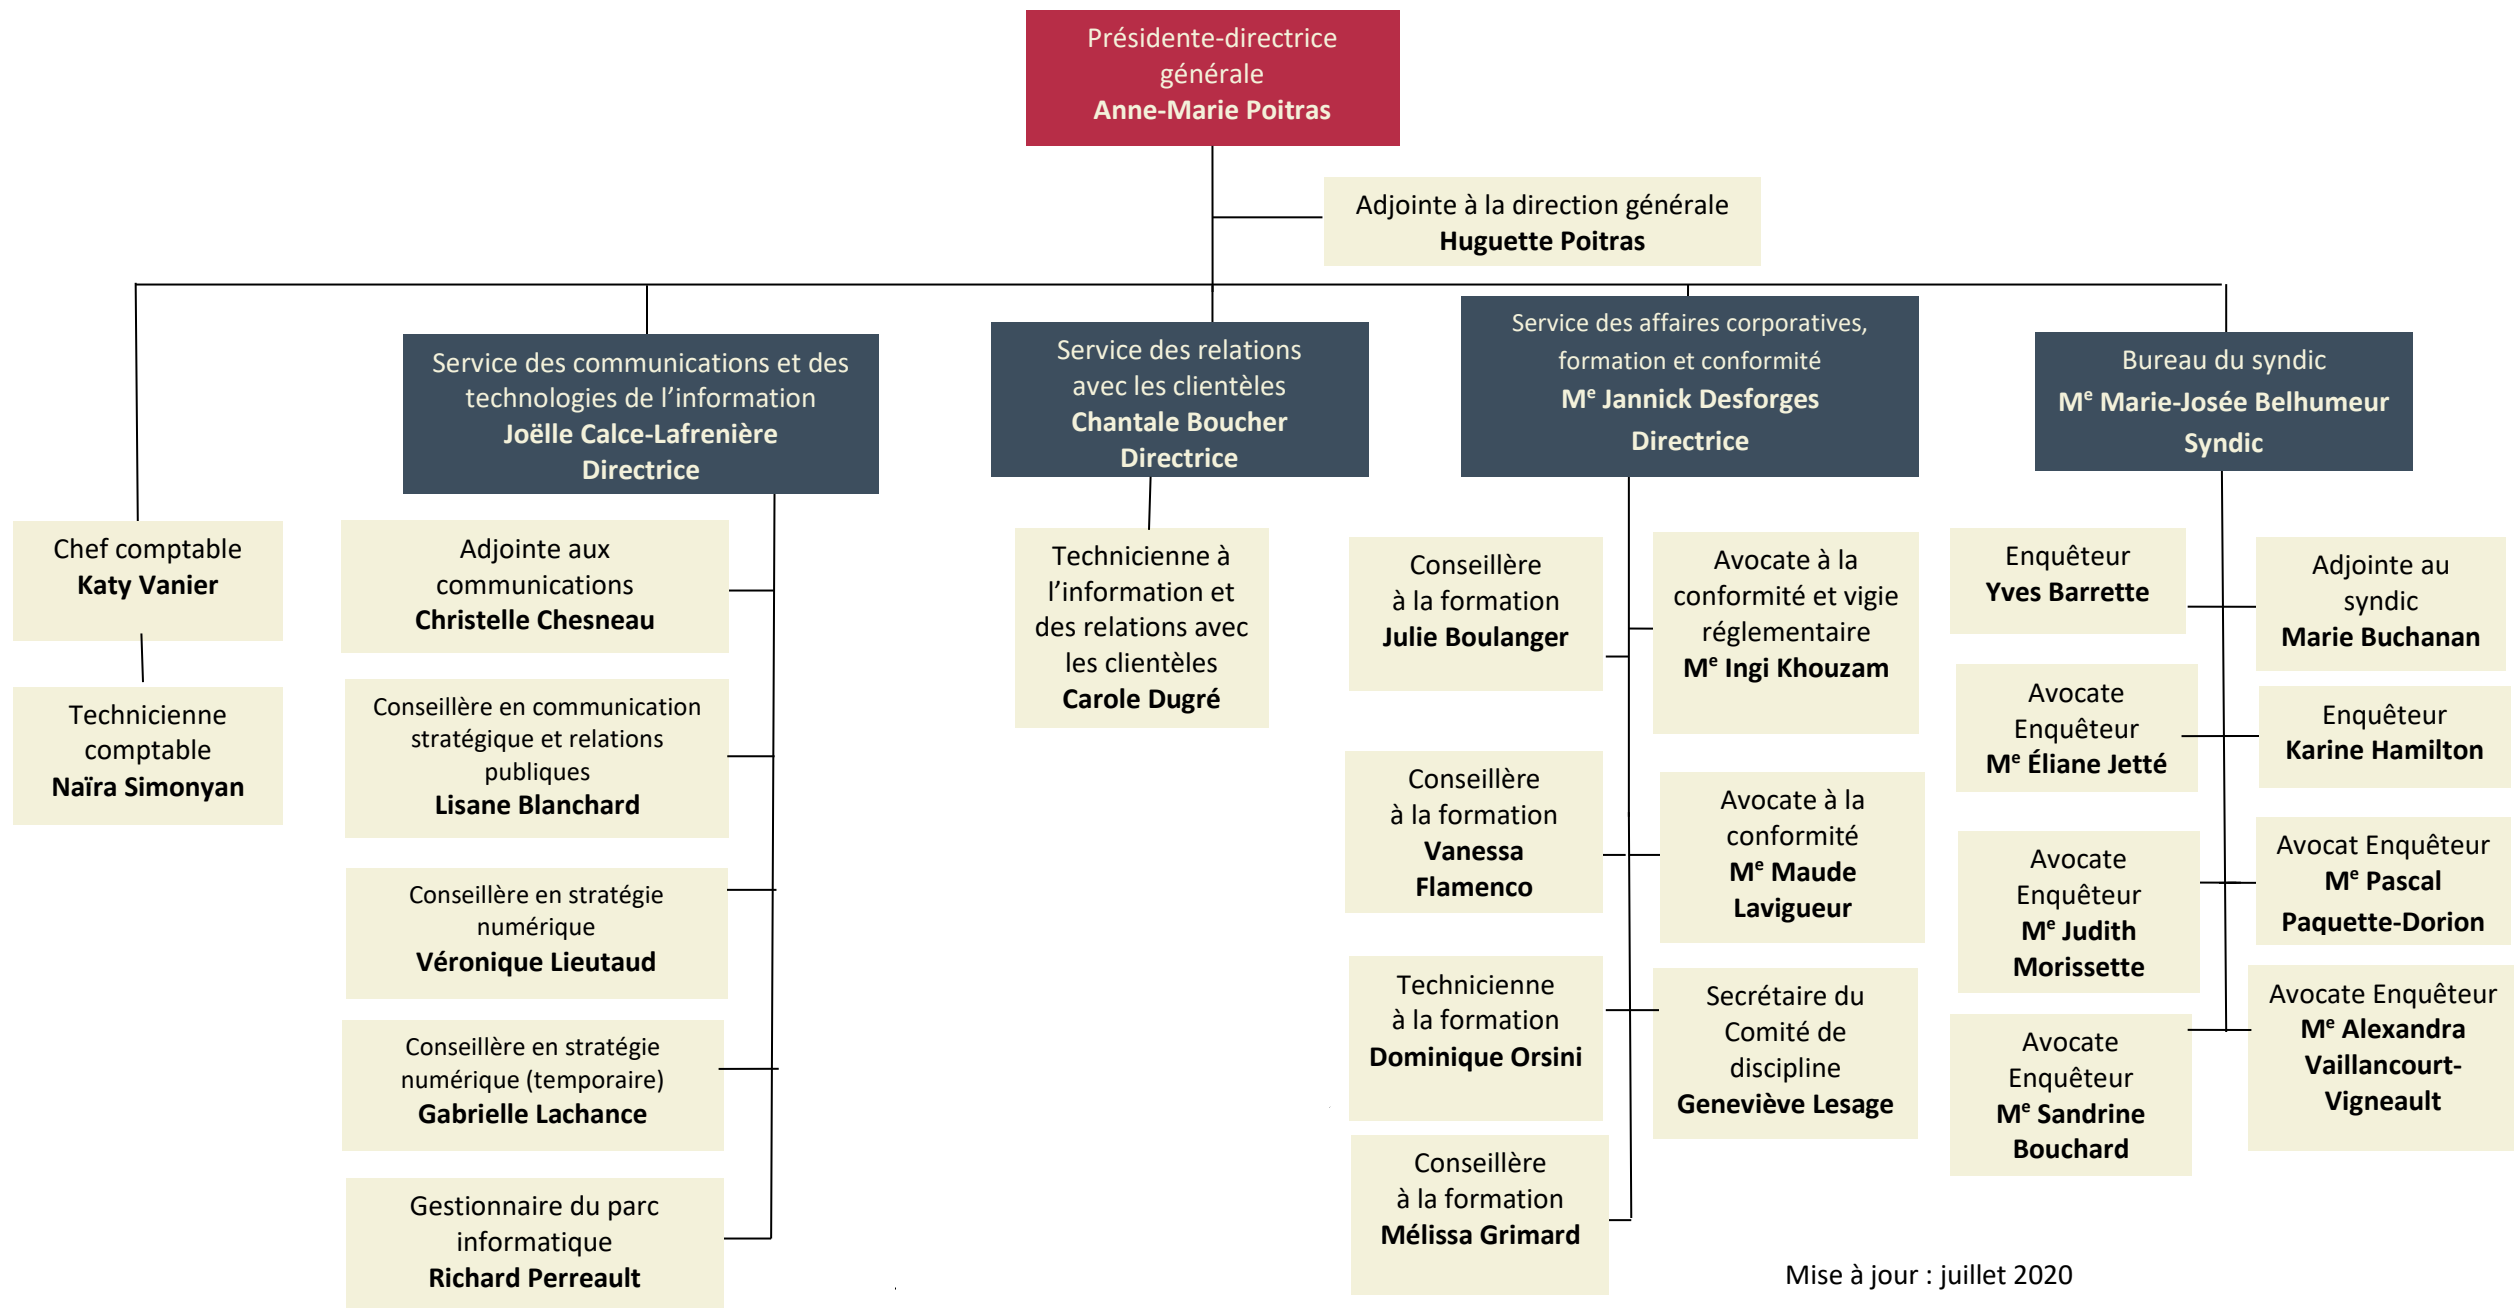 Présidente-directrice
générale
Anne-Marie Poitras
Adjointe à la direction générale
Huguette Poitras
Chef comptable
Katy Vanier
Technicienne
comptable
Naïra Simonyan
Service des communications et des
technologies de l’information
Joëlle Calce-Lafrenière
Directrice
Adjointe aux
communications
Christelle Chesneau
Conseillère en communication
stratégique et relations
publiques
Lisane Blanchard
Conseillère en stratégie
numérique
Véronique Lieutaud
Conseillère en stratégie
numérique (temporaire)
Gabrielle Lachance
Gestionnaire du parc
informatique
Richard Perreault
Service des relations
avec les clientèles
Chantale Boucher
Directrice
Technicienne à
l’information et
des relations avec
les clientèles
Carole Dugré
Service des affaires corporatives,
formation et conformité
Me Jannick Desforges
Directrice
Conseillère
à la formation
Julie Boulanger
Avocate à la
conformité et vigie
réglementaire
Me Ingi Khouzam
Conseillère
à la formation
Vanessa
Flamenco
Avocate à la
conformité
Me Maude
Lavigueur
Technicienne
à la formation
Dominique Orsini
Secrétaire du
Comité de
discipline
Geneviève Lesage
Conseillère
à la formation
Mélissa Grimard
Bureau du syndic
Me Marie-Josée Belhumeur
Syndic
Enquêteur
Yves Barrette
Adjointe au
syndic
Marie Buchanan
Avocate
Enquêteur
Me Éliane Jetté
Enquêteur
Karine Hamilton
Avocate
Enquêteur
Me Judith
Morissette
Avocat Enquêteur
Me Pascal
Paquette-Dorion
Avocate
Enquêteur
Me Sandrine
Bouchard
Avocate Enquêteur
Me Alexandra
Vaillancourt-
Vigneault
Mise à jour : juillet 2020